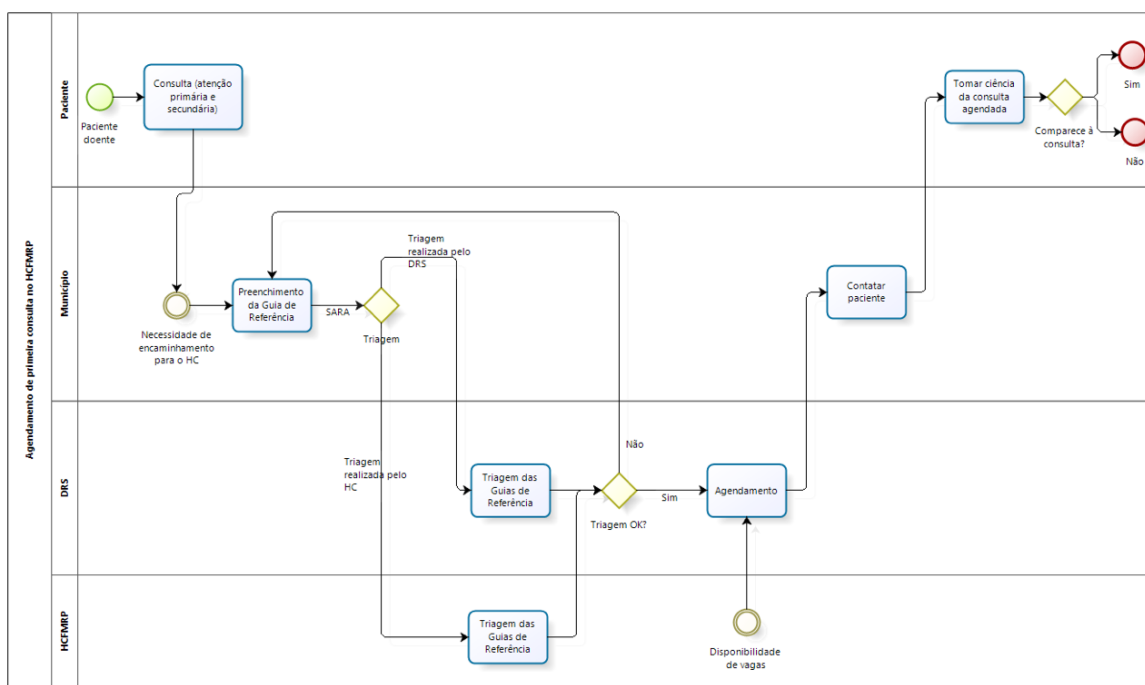 Agendamento de primeira consulta no HCFMRP
Paciente
Paciente
doente
Consulta (atenção
primária e
secundária)
Tomar ciência
da consulta
agendada
Comparece à
consulta?
Sim
Não
Município
Necessidade de
encaminhamento
para o HC
Preenchimento
da Guia de
Referência
SARA
Triagem
Triagem
realizada pelo
DRS
Contatar
paciente
DRS
Triagem
realizada pelo
HC
Triagem das
Guias de
Referência
Não
Triagem OK?
Sim
Agendamento
HCFMRP
Triagem das
Guias de
Referência
Disponibilidade
de vagas